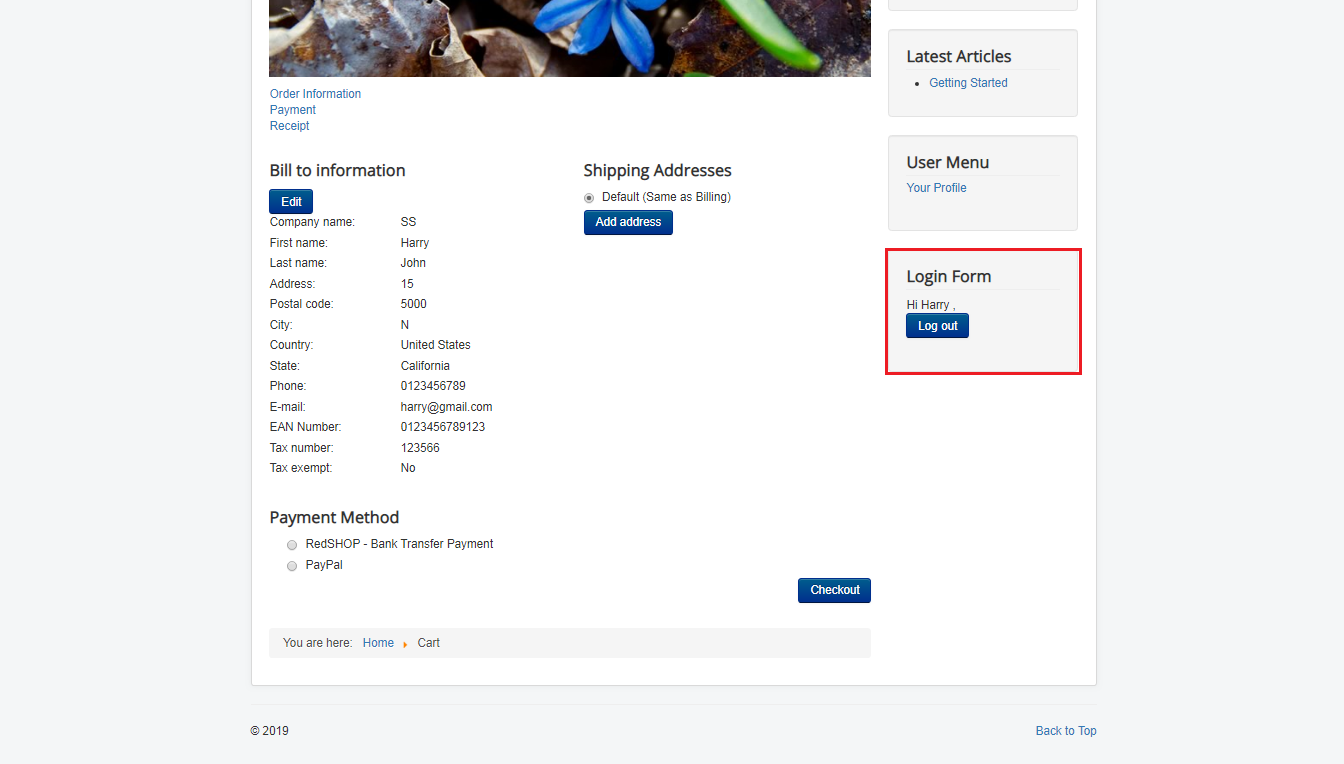 Order Information
Payment
Receipt
Bill to information
Edit
Company name: SS
First name: Harry
Last name: John
Address: 15
Postal code: 5000
City: N
Country: United States
State: California
Phone: 0123456789
E-mail: harry@gmail.com
EAN Number: 0123456789123
Tax number: 123566
Tax exempt: No
Shipping Addresses
Default (Same as Billing)
Add address
Payment Method
RedSHOP - Bank Transfer Payment
PayPal
Checkout
You are here: Home Cart
Latest Articles
Getting Started
User Menu
Your Profile
Login Form
Hi Harry ,
Log out
© 2019
Back to Top